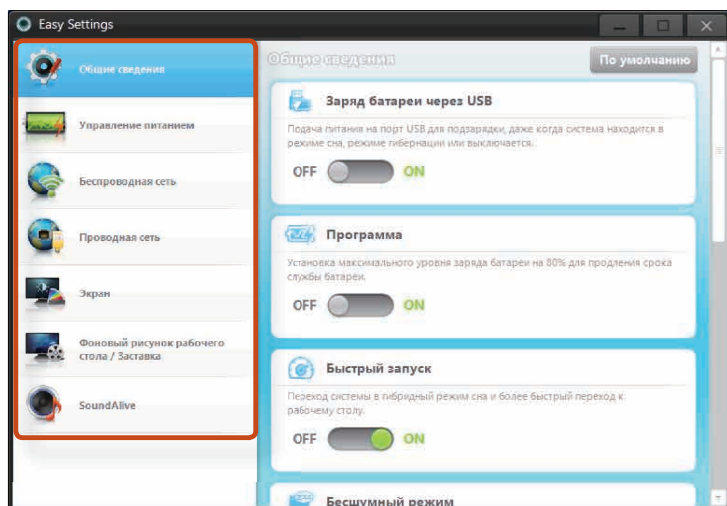 Easy Settings
Общие сведения
Управление питанием
Беспроводная сеть
Проводная сеть
Экран
Фоновый рисунок рабочего
стола / Заставка
SoundAlive
Общие сведения
По умолчанию
Заряд батареи через USB
Подача питания на порт USB для подзарядки, даже когда система находится в
режиме сна, режиме гибернации или выключается.
OFF ON
Программа
Установка максимального уровня заряда батареи на 80% для продления срока
службы батареи.
OFF ON
Быстрый запуск
Переход системы в гибридный режим сна и более быстрый переход к
рабочему столу.
OFF ON
Бесшумный режим